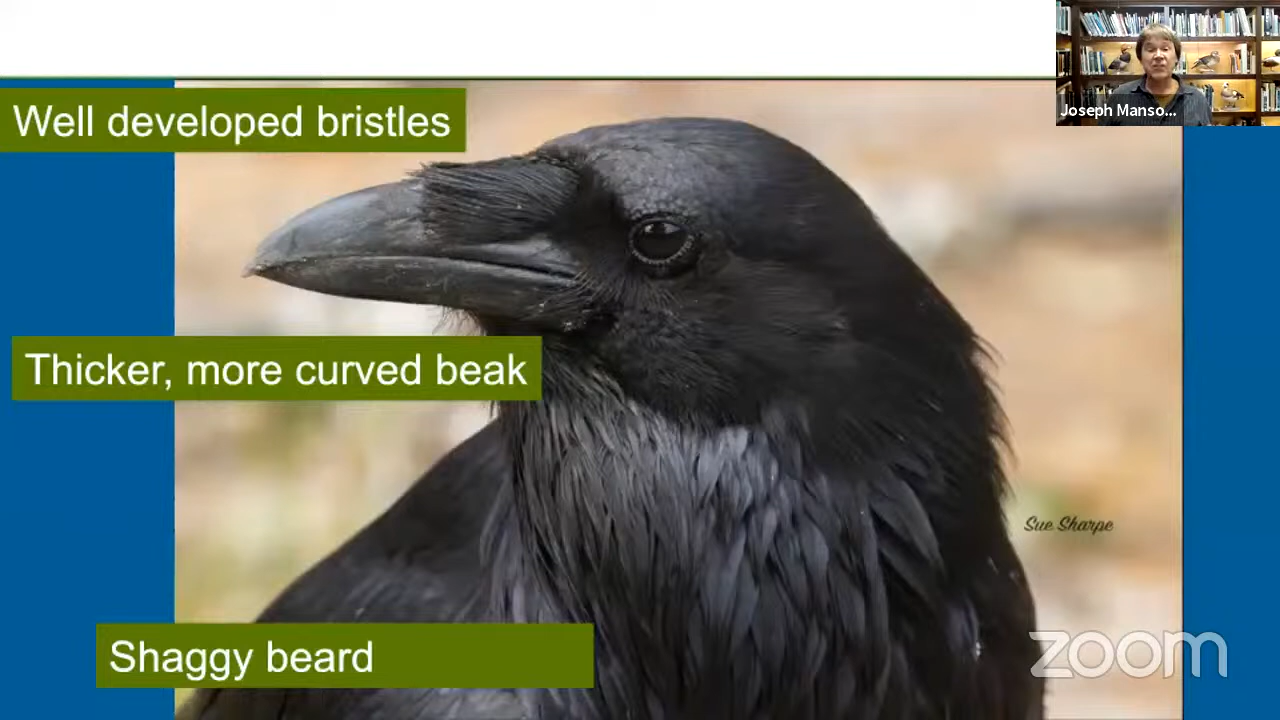 Joseph Manso...
Well developed bristles
Thicker, more curved beak
Sue Sharpe
Shaggy beard
zoom